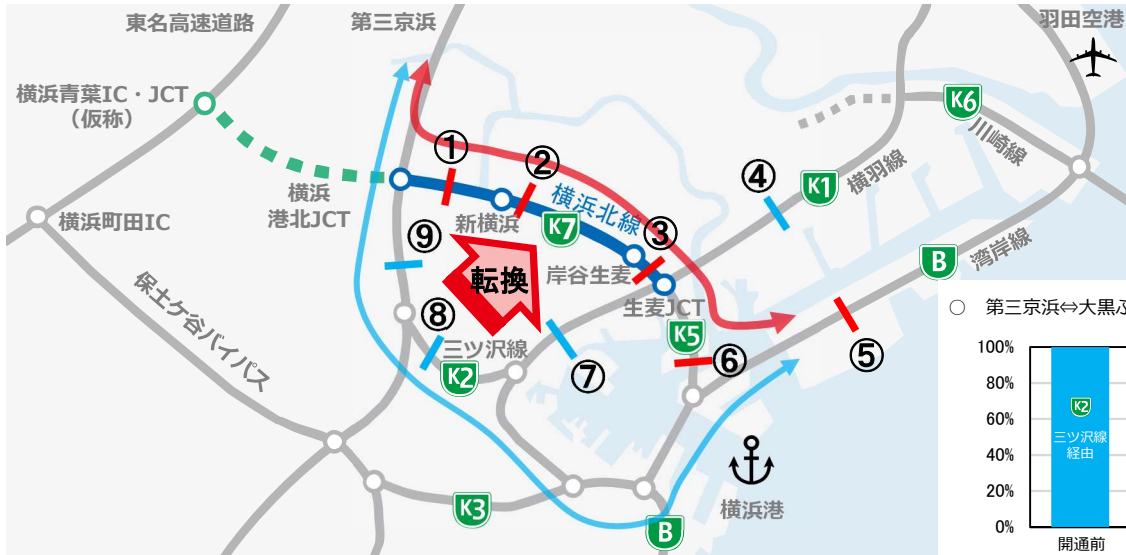 東名高速道路
第三京浜
羽田空港
横浜青葉IC・JCT
（仮称）
K6
川崎線
①
②
④
K1
横羽線
横浜
港北JCT
横浜北線
新横浜
K7
横浜町田IC
⑨
転換
岸谷生麦
③
生麦JCT
B
湾岸線
保土ケ谷バイパス
⑧
三ツ沢線
K2
⑦
K5
⑥
⑤
K3
B
横浜港
○ 第三京浜⇔大黒ふ
100%
80%
60%
40%
20%
0%
K2
三ツ沢線
経由
開通前